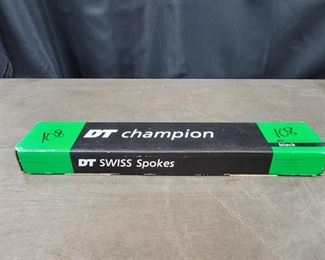 108
DT champion
108
black
DT SWISS Spokes